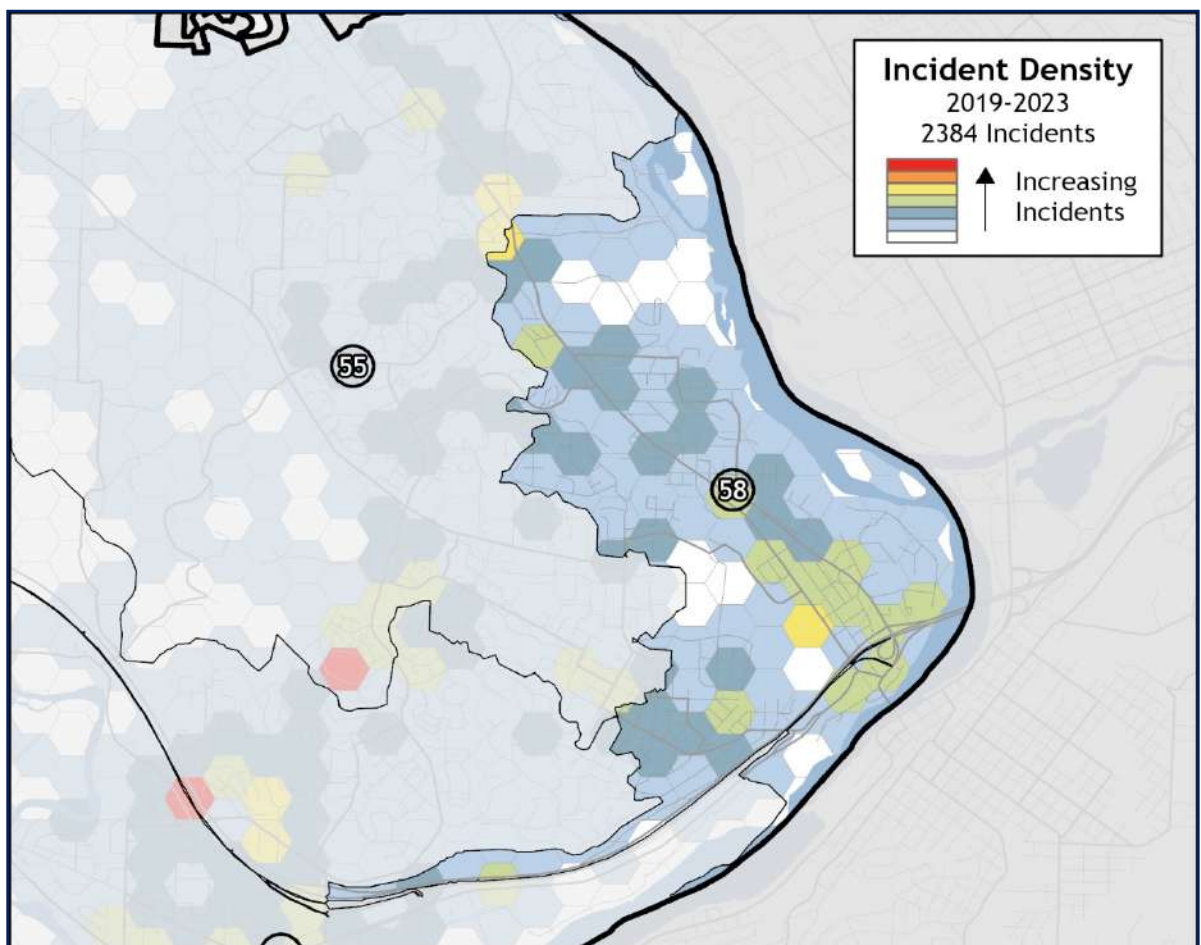 Incident Density
2019-2023
2384 Incidents
Increasing
Incidents
55
58